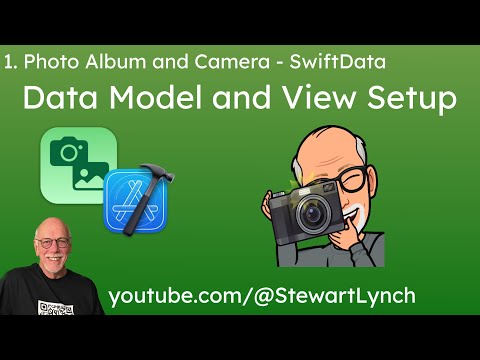 1. Photo Album and Camera - SwiftData
Data Model and View Setup
youtube.com/@StewartLynch